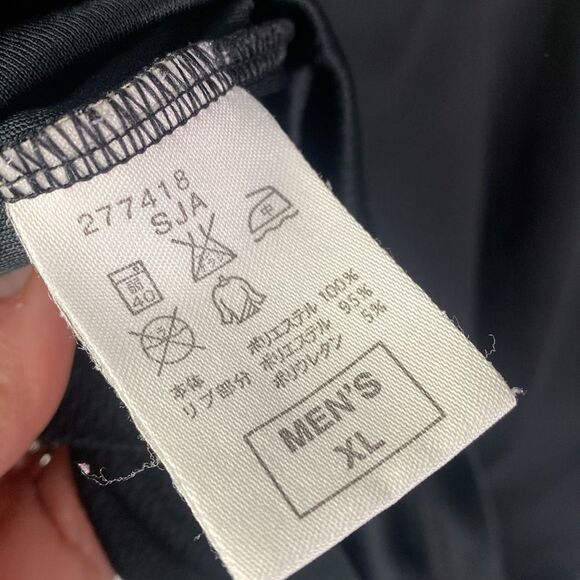 277418
SJA
40
本体 ポリエステル 100%
リブ部分 ポリエステル 95%
ポリウレタン 5%
MEN'S
XL